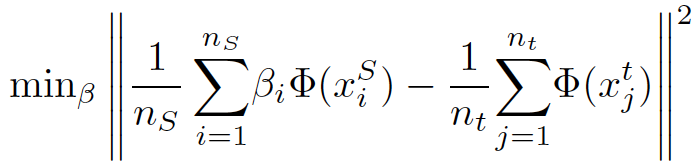 min_β ‖ 1/n_S ∑_{i=1}^{n_S} β_i Φ(x_i^S) − 1/n_t ∑_{j=1}^{n_t} Φ(x_j^t) ‖²